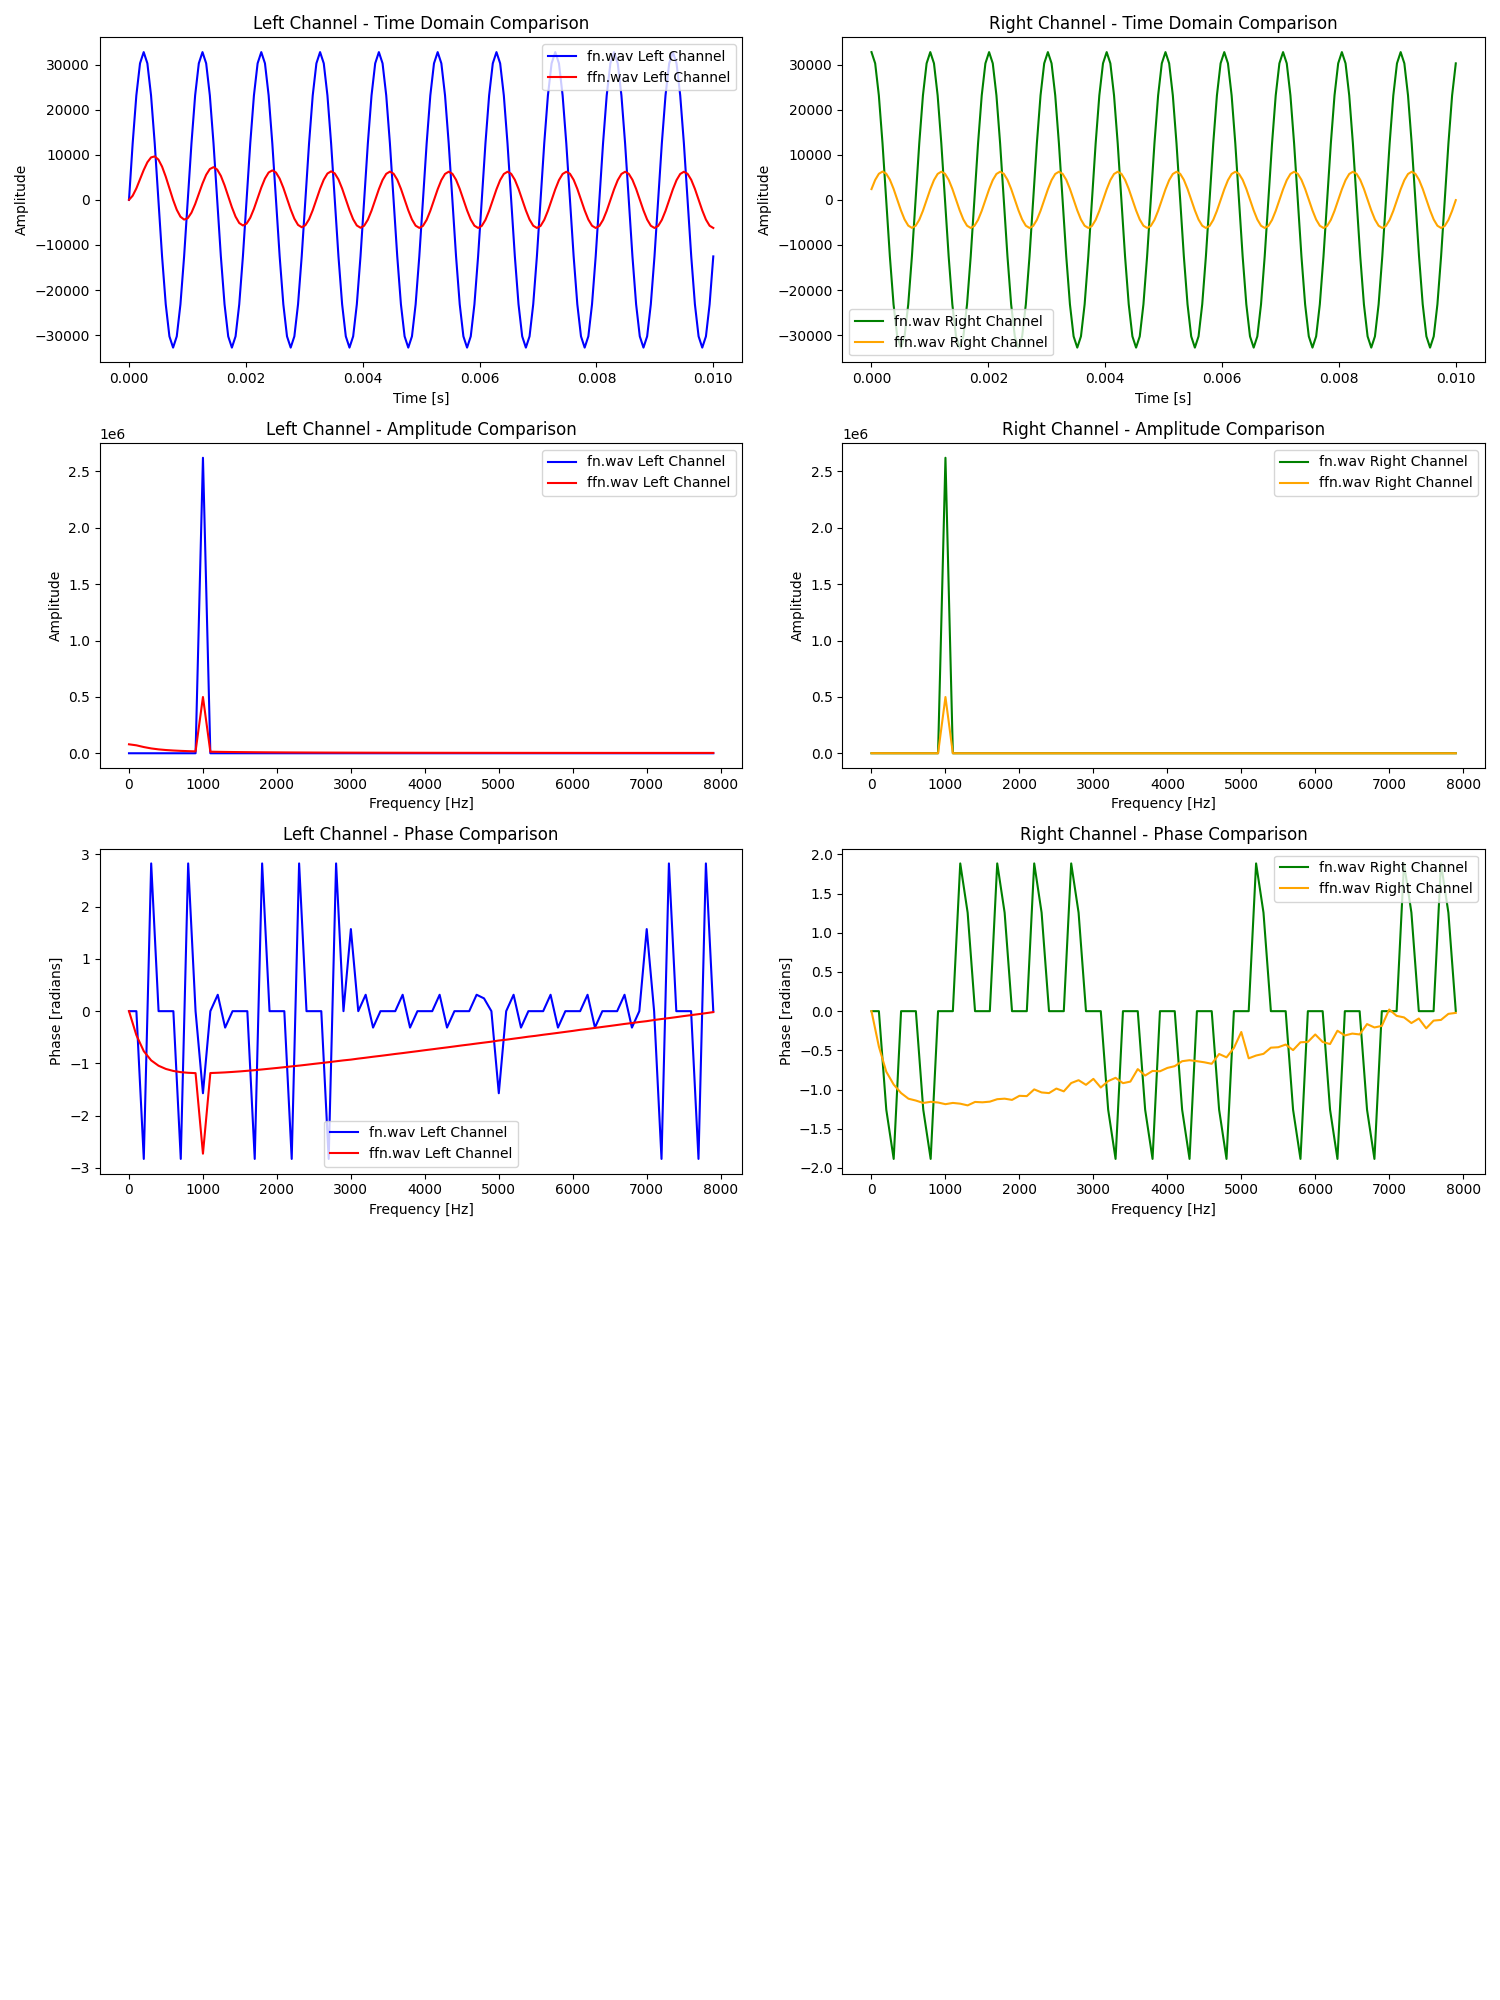 Left Channel - Time Domain Comparison
Amplitude
30000
20000
10000
0
−10000
−20000
−30000
fn.wav Left Channel
ffn.wav Left Channel
0.000 0.002 0.004 0.006 0.008 0.010
Time [s]
Right Channel - Time Domain Comparison
Amplitude
30000
20000
10000
0
−10000
−20000
−30000
fn.wav Right Channel
ffn.wav Right Channel
0.000 0.002 0.004 0.006 0.008 0.010
Time [s]
Left Channel - Amplitude Comparison
1e6
Amplitude
2.5
2.0
1.5
1.0
0.5
0.0
fn.wav Left Channel
ffn.wav Left Channel
0 1000 2000 3000 4000 5000 6000 7000 8000
Frequency [Hz]
Right Channel - Amplitude Comparison
1e6
Amplitude
2.5
2.0
1.5
1.0
0.5
0.0
fn.wav Right Channel
ffn.wav Right Channel
0 1000 2000 3000 4000 5000 6000 7000 8000
Frequency [Hz]
Left Channel - Phase Comparison
Phase [radians]
3
2
1
0
−1
−2
−3
fn.wav Left Channel
ffn.wav Left Channel
0 1000 2000 3000 4000 5000 6000 7000 8000
Frequency [Hz]
Right Channel - Phase Comparison
Phase [radians]
2.0
1.5
1.0
0.5
0.0
−0.5
−1.0
−1.5
−2.0
fn.wav Right Channel
ffn.wav Right Channel
0 1000 2000 3000 4000 5000 6000 7000 8000
Frequency [Hz]